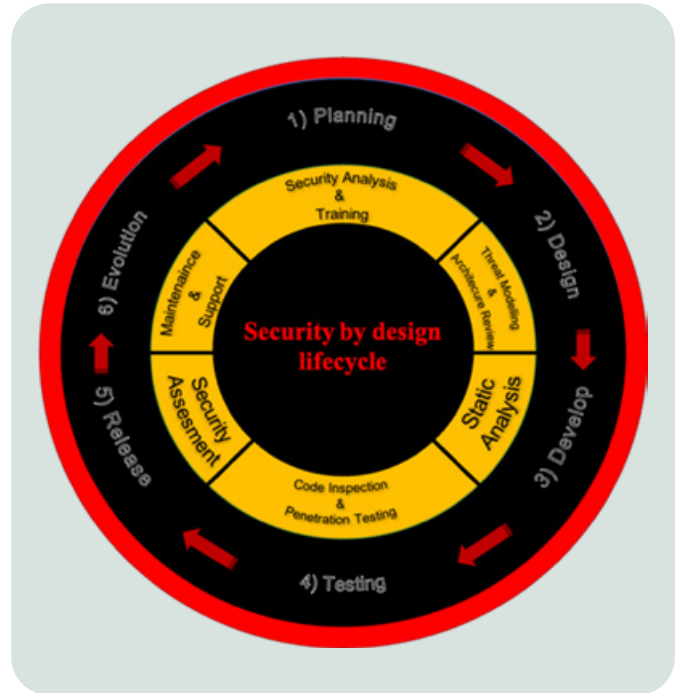 1) Planning
Security Analysis
&
Training
2) Design
Threat Modelling
&
Architecure Review
3) Develop
Static
Analysis
4) Testing
Code Inspection
&
Penetration Testing
5) Release
Security
Assesment
6) Evolution
Maintenaince
&
Support
Security by design
lifecycle